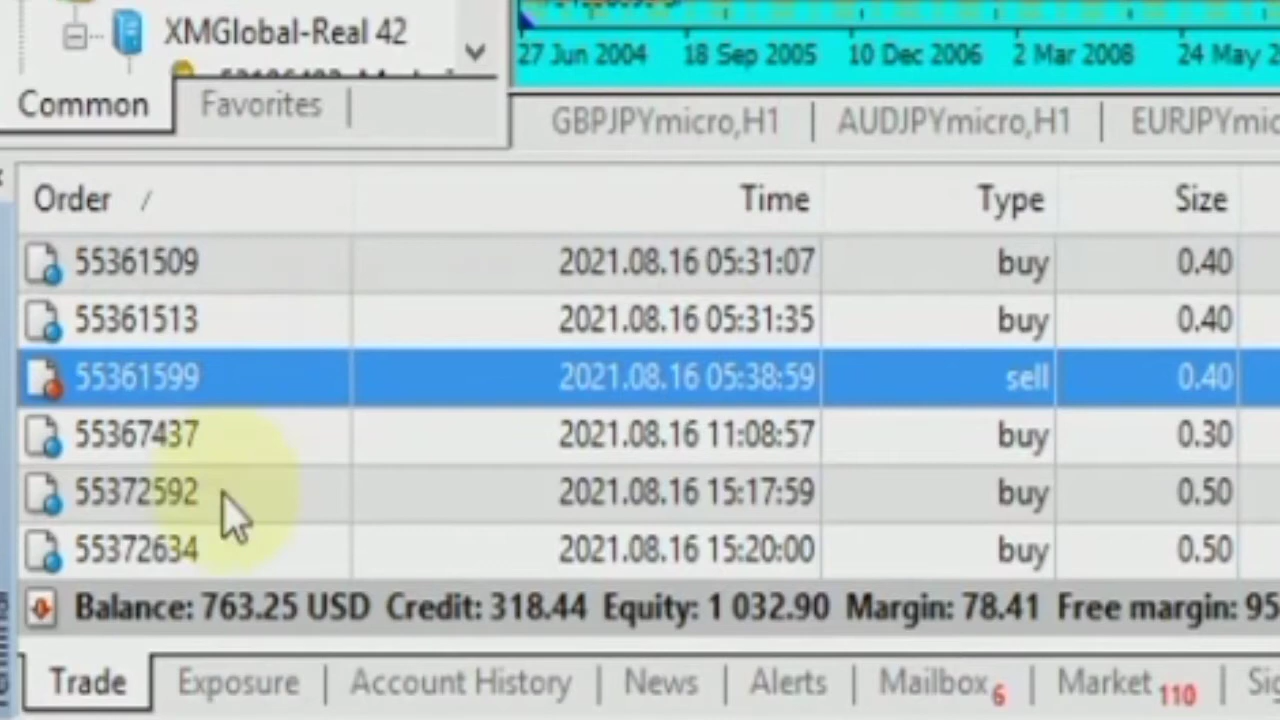 XMGlobal-Real 42
27 Jun 2004 18 Sep 2005 10 Dec 2006 2 Mar 2008 24 May 2
Common Favorites
GBPJPYmicro,H1 AUDJPYmicro,H1 EURJPYmic
Order / Time Type Size
55361509 2021.08.16 05:31:07 buy 0.40
55361513 2021.08.16 05:31:35 buy 0.40
55361599 2021.08.16 05:38:59 sell 0.40
55367437 2021.08.16 11:08:57 buy 0.30
55372592 2021.08.16 15:17:59 buy 0.50
55372634 2021.08.16 15:20:00 buy 0.50
Balance: 763.25 USD Credit: 318.44 Equity: 1 032.90 Margin: 78.41 Free margin: 95
Trade Exposure Account History News Alerts Mailbox 6 Market 110